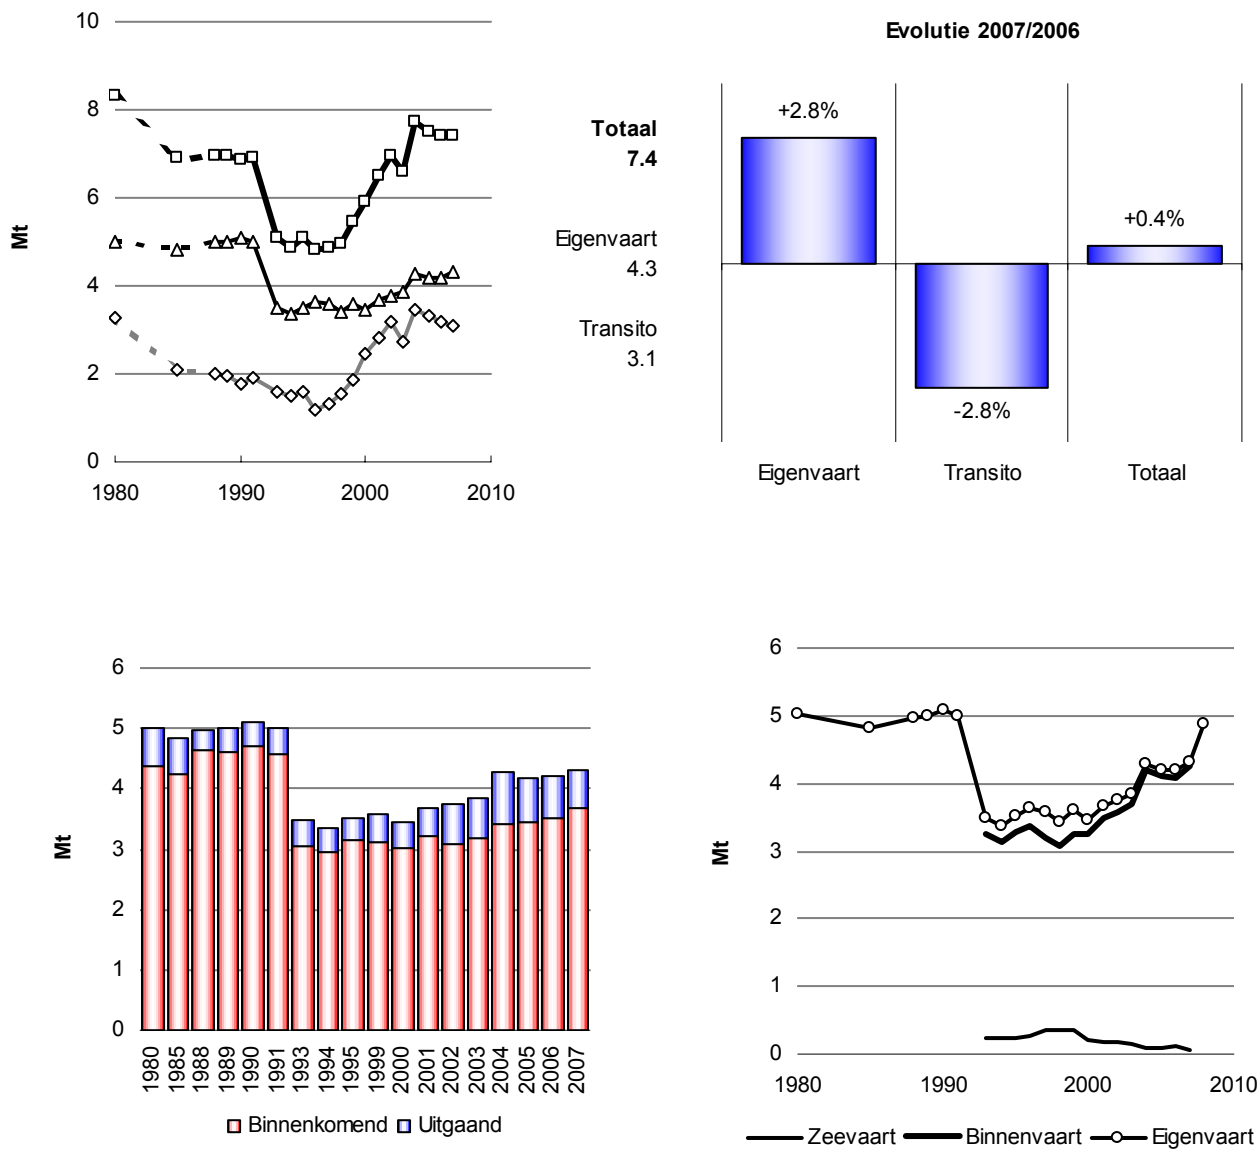 10
8
6
4
2
0
Mt
1980 1990 2000 2010
Totaal
7.4
Eigenvaart
4.3
Transito
3.1
Evolutie 2007/2006
+2.8%
+0.4%
-2.8%
Eigenvaart Transito Totaal
6
5
4
3
2
1
0
Mt
1980 1985 1988 1989 1990 1991 1993 1994 1995 1999 2000 2001 2002 2003 2004 2005 2006 2007
Binnenkomend Uitgaand
6
5
4
3
2
1
0
Mt
1980 1990 2000 2010
Zeevaart Binnenvaart Eigenvaart